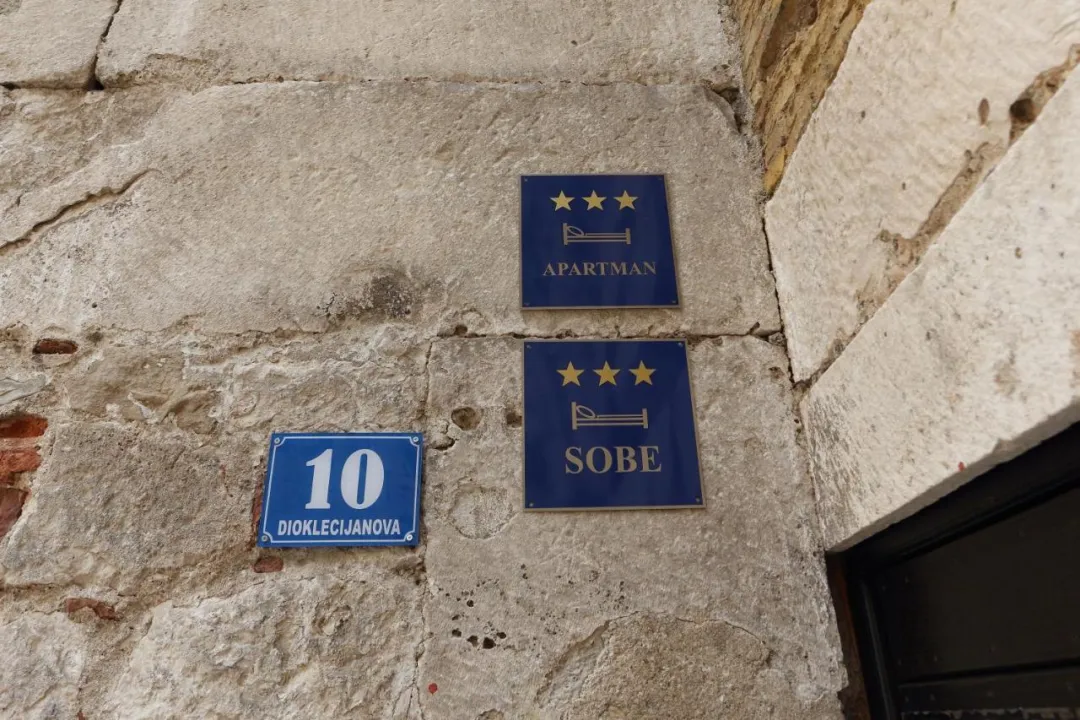 APARTMAN
SOBE
10
DIOKLECIJANOVA